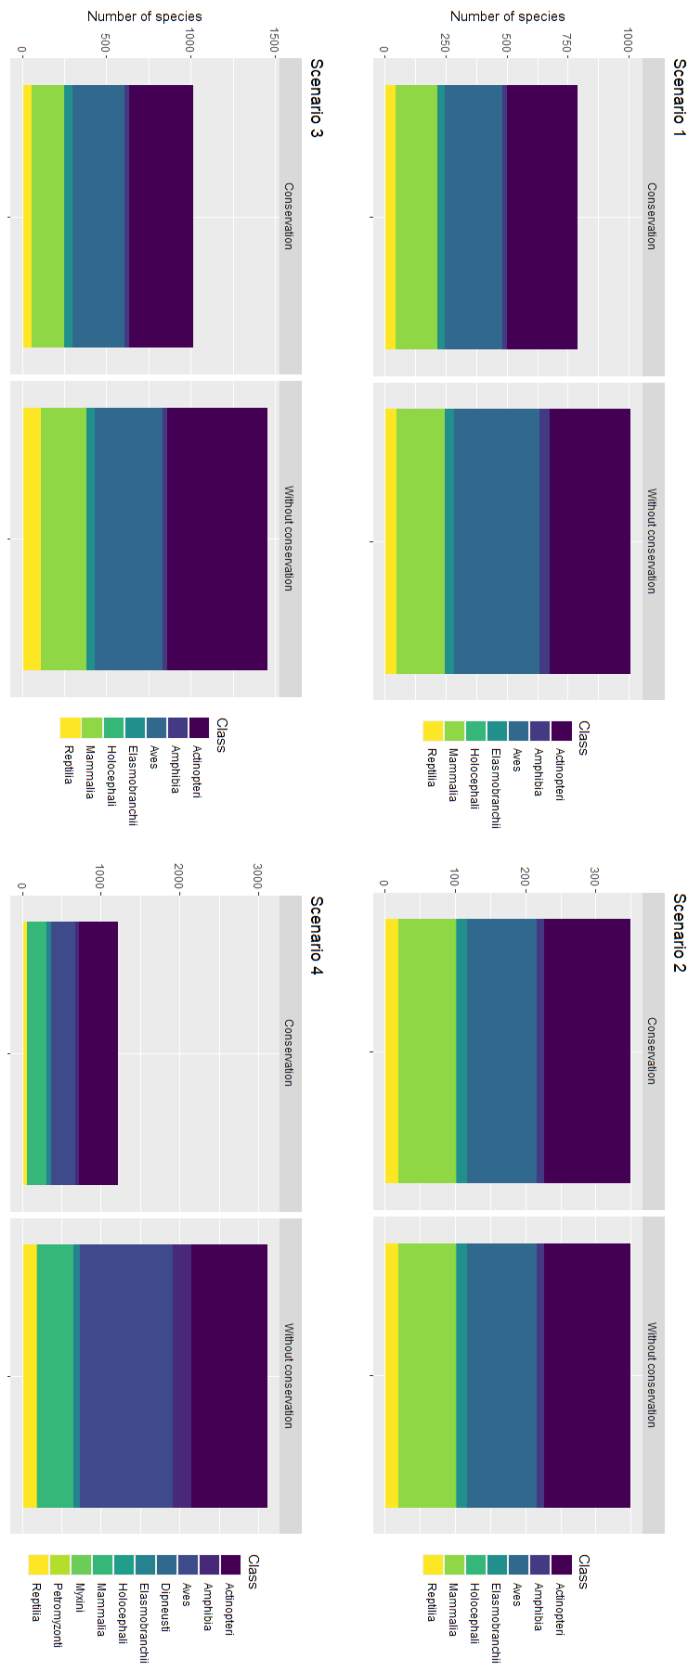 Scenario 1
Conservation
Without conservation
Number of species
1000
750
500
250
0
Class
Actinopteri
Amphibia
Aves
Elasmobranchii
Holocephali
Mammalia
Reptilia
Scenario 2
Conservation
Without conservation
300
200
100
0
Class
Actinopteri
Amphibia
Aves
Elasmobranchii
Holocephali
Mammalia
Reptilia
Scenario 3
Conservation
Without conservation
Number of species
1500
1000
500
0
Class
Actinopteri
Amphibia
Aves
Elasmobranchii
Holocephali
Mammalia
Reptilia
Scenario 4
Conservation
Without conservation
3000
2000
1000
0
Class
Actinopteri
Amphibia
Aves
Dipneusti
Elasmobranchii
Holocephali
Mammalia
Myxini
Petromyzonti
Reptilia